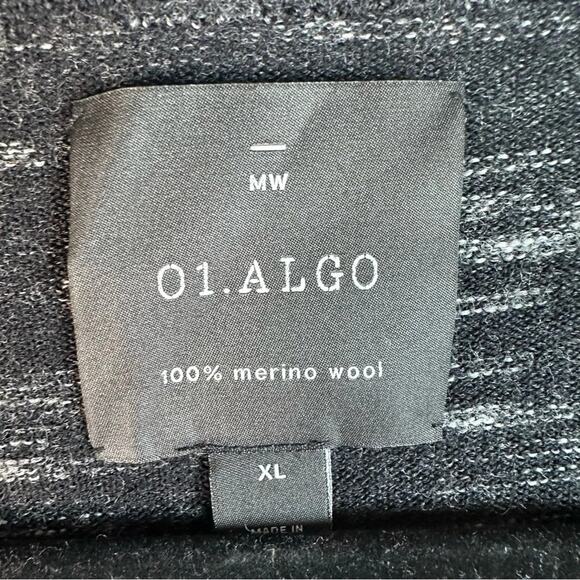 MW
01.ALGO
100% merino wool
XL
MADE IN